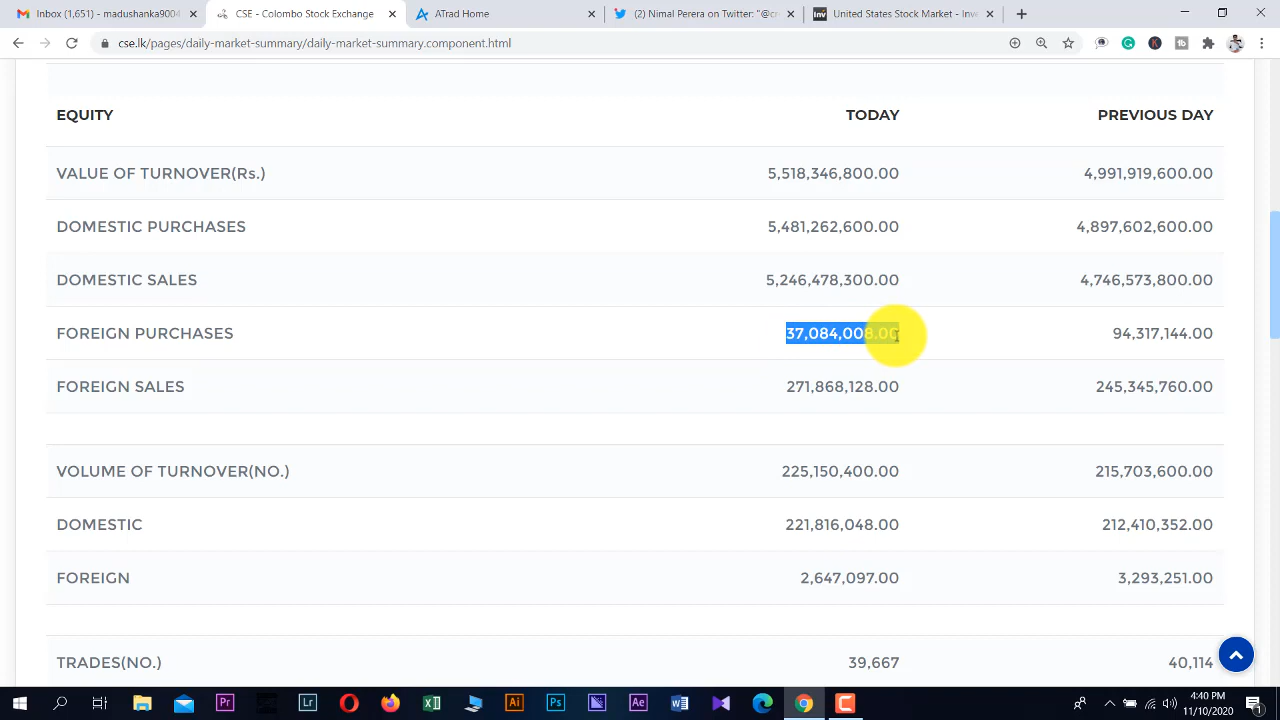 Inbox (1,651) - madushanka9004
CSE - Colombo Stock Exchange
ATrad Home
(2) Nimal Perera on Twitter: "@cr
Inv United States Stock Market - Inve
cse.lk/pages/daily-market-summary/daily-market-summary.component.html
EQUITY TODAY PREVIOUS DAY
VALUE OF TURNOVER(Rs.) 5,518,346,800.00 4,991,919,600.00
DOMESTIC PURCHASES 5,481,262,600.00 4,897,602,600.00
DOMESTIC SALES 5,246,478,300.00 4,746,573,800.00
FOREIGN PURCHASES 37,084,008.00 94,317,144.00
FOREIGN SALES 271,868,128.00 245,345,760.00
VOLUME OF TURNOVER(NO.) 225,150,400.00 215,703,600.00
DOMESTIC 221,816,048.00 212,410,352.00
FOREIGN 2,647,097.00 3,293,251.00
TRADES(NO.) 39,667 40,114
Pr
Lr
Ai
Ps
Ae
4:40 PM
11/10/2020